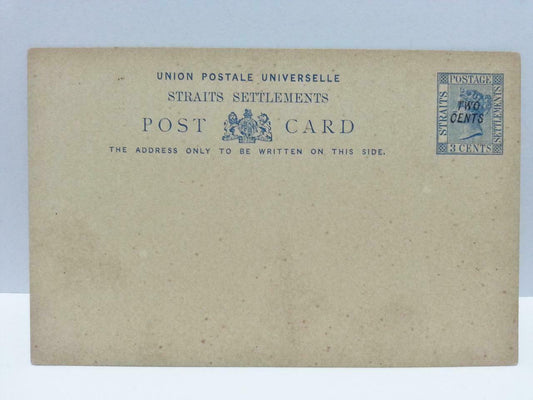 UNION POSTALE UNIVERSELLE
STRAITS SETTLEMENTS
POST CARD
THE ADDRESS ONLY TO BE WRITTEN ON THIS SIDE.
POSTAGE
STRAITS
SETTLEMENTS
TWO
CENTS
3 CENTS